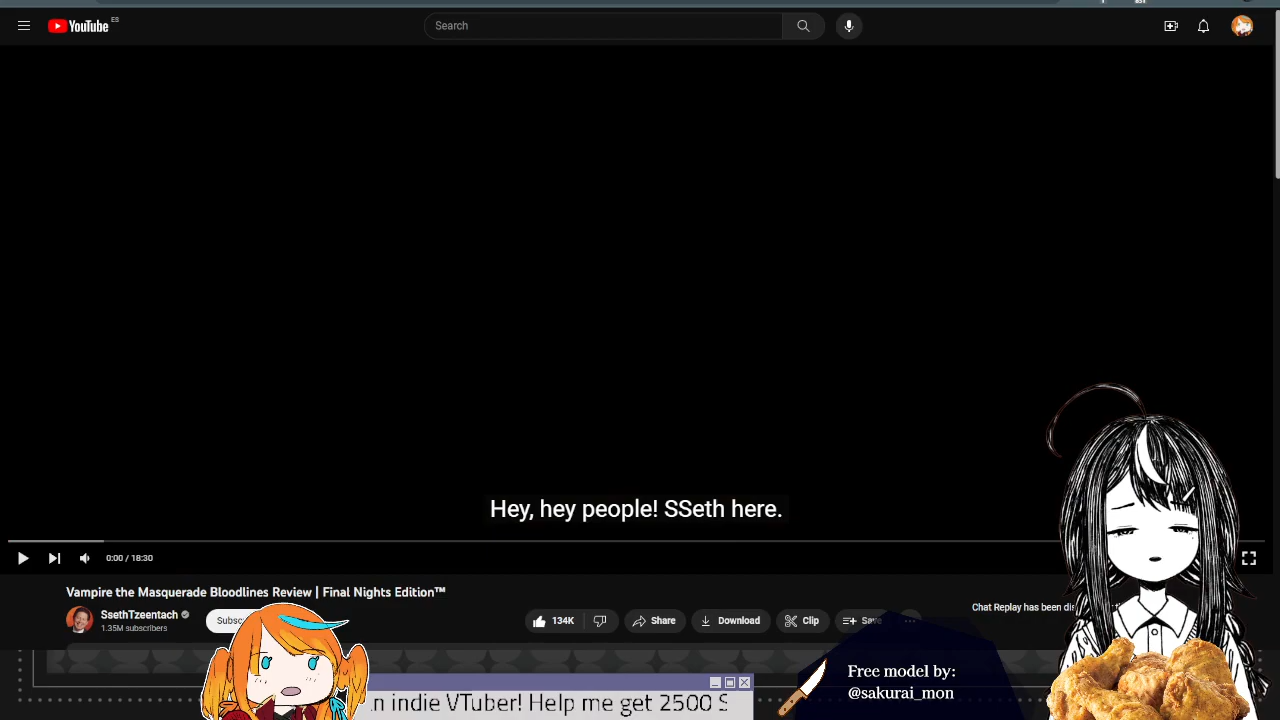 YouTube ES
Search
Hey, hey people! SSeth here.
0:00 / 18:30
Vampire the Masquerade Bloodlines Review | Final Nights Edition™
SsethTzeentach
1.35M subscribers
134K
Share
Download
Clip
Save
Chat Replay has been
Free model by:
@sakurai_mon
indie VTuber! Help me get 2500